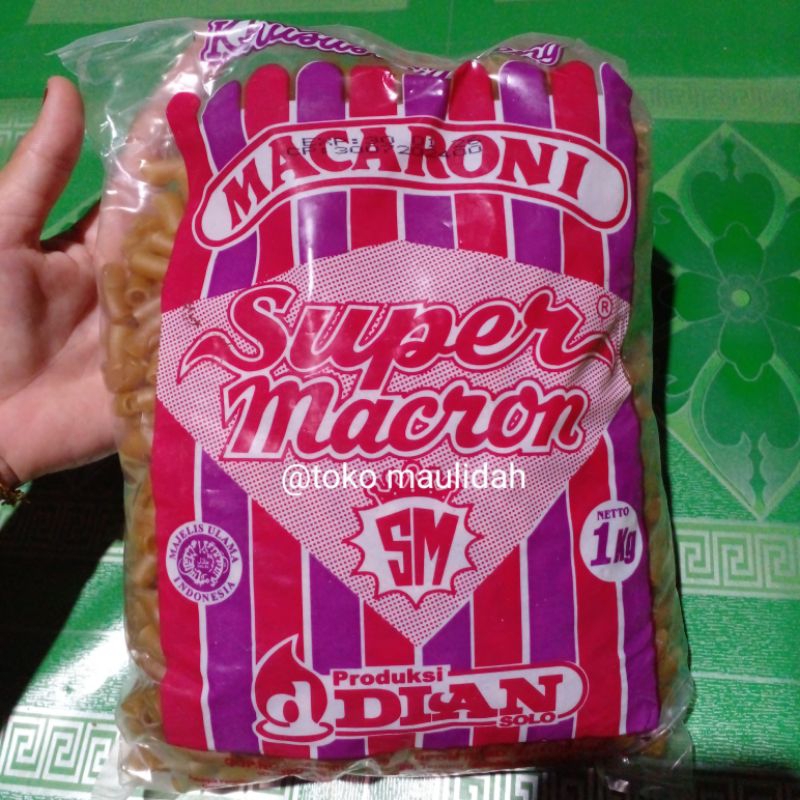 MACARONI
Super
Macron
®
@toko maulidah
SM
NETTO
1 Kg
MAJELIS ULAMA
INDONESIA
Produksi
DIAN
SOLO